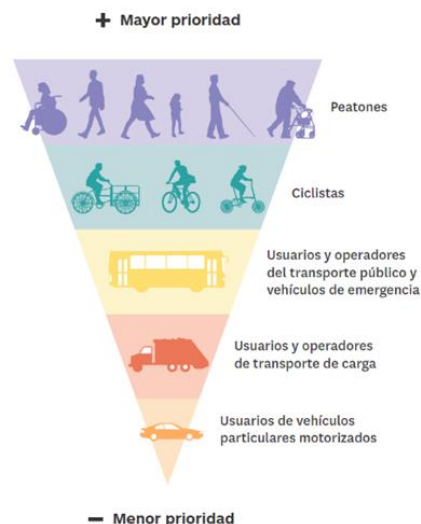 + Mayor prioridad
Peatones
Ciclistas
Usuarios y operadores
del transporte público y
vehículos de emergencia
Usuarios y operadores
de transporte de carga
Usuarios de vehículos
particulares motorizados
− Menor prioridad